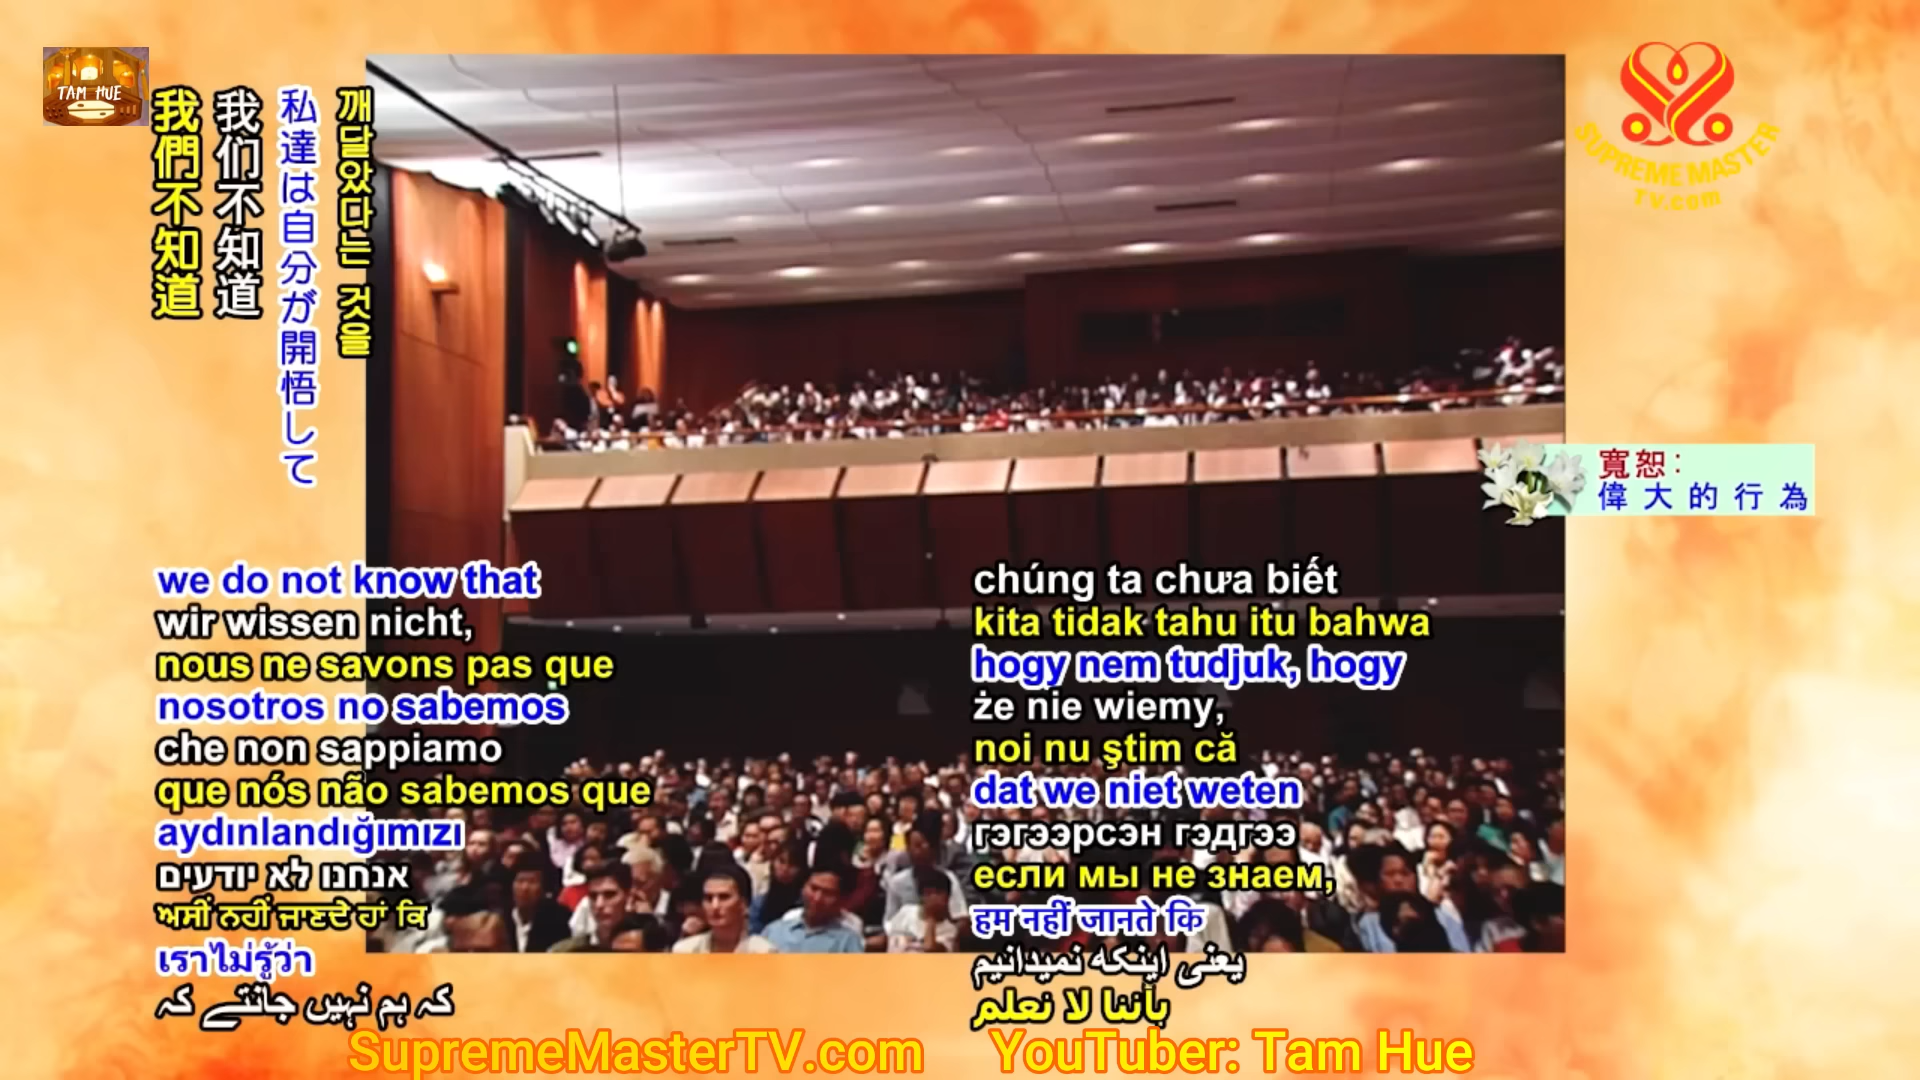 TAM HUE
我們不知道
我们不知道
私達は自分が開悟して
깨달았다는 것을
SUPREME MASTER
TV.com
寬恕:
偉大的行為
we do not know that
wir wissen nicht,
nous ne savons pas que
nosotros no sabemos
che non sappiamo
que nós não sabemos que
aydınlandığımızı
אנחנו לא יודעים
ਅਸੀਂ ਨਹੀਂ ਜਾਣਦੇ ਹਾਂ ਕਿ
เราไม่รู้ว่า
کہ ہم نہیں جانتے کہ
chúng ta chưa biết
kita tidak tahu itu bahwa
hogy nem tudjuk, hogy
że nie wiemy,
noi nu ştim că
dat we niet weten
гэгээрсэн гэдгээ
если мы не знаем,
हम नहीं जानते कि
یعنی اینکه نمیدانیم
بأننا لا نعلم
SupremeMasterTV.com
YouTuber: Tam Hue